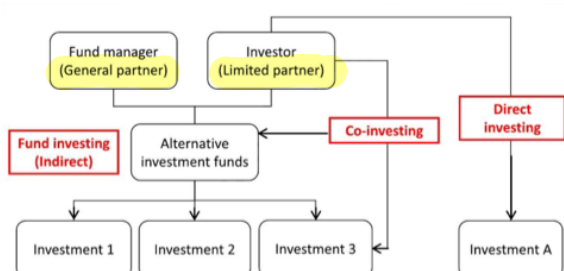 Fund manager
(General partner)
Investor
(Limited partner)
Direct
investing
Co-investing
Fund investing
(Indirect)
Alternative
investment funds
Investment 1
Investment 2
Investment 3
Investment A